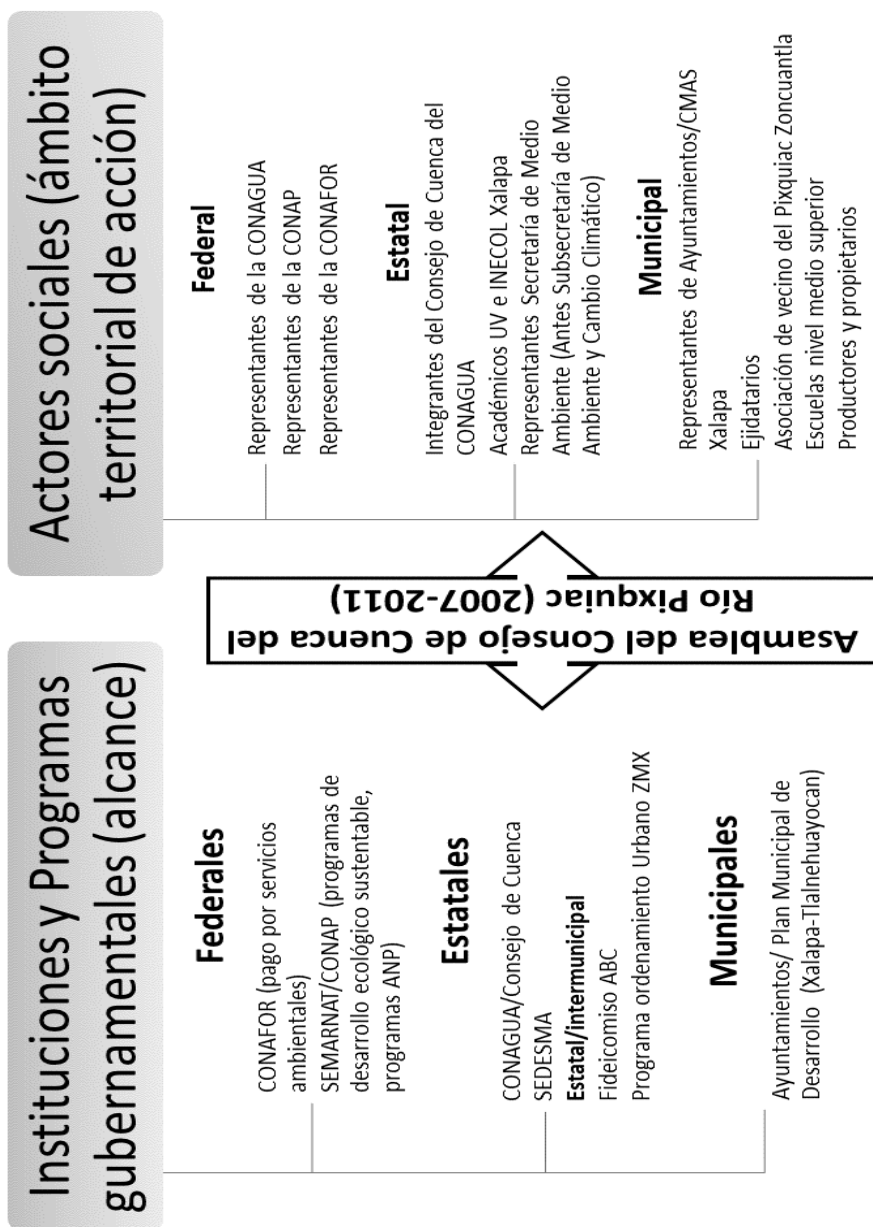 Instituciones y Programas
gubernamentales (alcance)
Federales
CONAFOR (pago por servicios
ambientales)
SEMARNAT/CONAP (programas de
desarrollo ecológico sustentable,
programas ANP)
Estatales
CONAGUA/Consejo de Cuenca
SEDESMA
Estatal/intermunicipal
Fideicomiso ABC
Programa ordenamiento Urbano ZMX
Municipales
Ayuntamientos/ Plan Municipal de
Desarrollo (Xalapa-Tlalnehuayocan)
Asamblea del Consejo de Cuenca del
Río Pixquiac (2007-2011)
Actores sociales (ámbito
territorial de acción)
Federal
Representantes de la CONAGUA
Representantes de la CONAP
Representantes de la CONAFOR
Estatal
Integrantes del Consejo de Cuenca del
CONAGUA
Académicos UV e INECOL Xalapa
Representantes Secretaría de Medio
Ambiente (Antes Subsecretaría de Medio
Ambiente y Cambio Climático)
Municipal
Representantes de Ayuntamientos/CMAS
Xalapa
Ejidatarios
Asociación de vecino del Pixquiac Zoncuantla
Escuelas nivel medio superior
Productores y propietarios